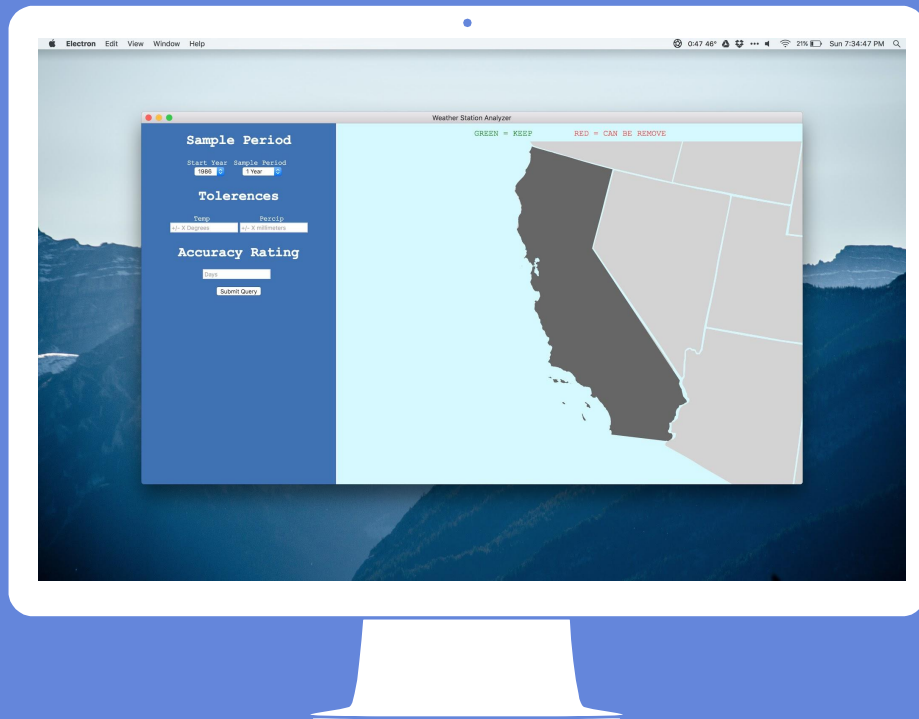 Electron Edit View Window Help 0:47 46° 21% Sun 7:34:47 PM
Weather Station Analyzer
GREEN = KEEP RED = CAN BE REMOVE
Sample Period
Start Year Sample Period
1986 1 Year
Tolerences
Temp Percip
+/- X Degress +/- X millimeters
Accuracy Rating
Days
Submit Query